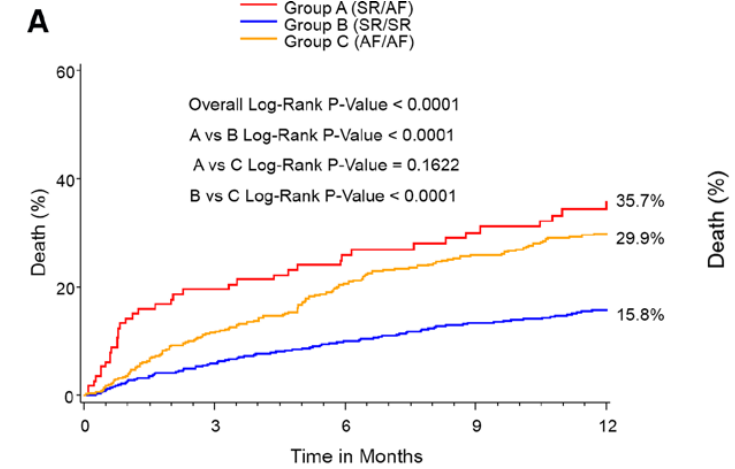 A
Group A (SR/AF)
Group B (SR/SR
Group C (AF/AF)
60
Overall Log-Rank P-Value < 0.0001
A vs B Log-Rank P-Value < 0.0001
A vs C Log-Rank P-Value = 0.1622
B vs C Log-Rank P-Value < 0.0001
40
35.7%
29.9%
20
15.8%
0
Death (%)
Death (%)
0 3 6 9 12
Time in Months